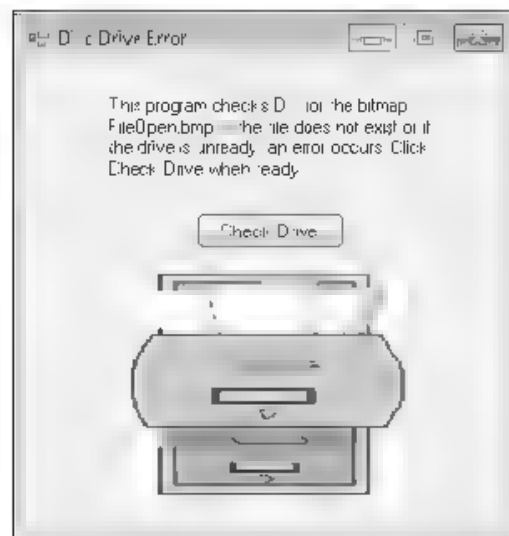 Disc Drive Error
This program checks D: for the bitmap
FileOpen.bmp the file does not exist or if
the drive is unready, an error occurs. Click
Check Drive when ready
Check Drive